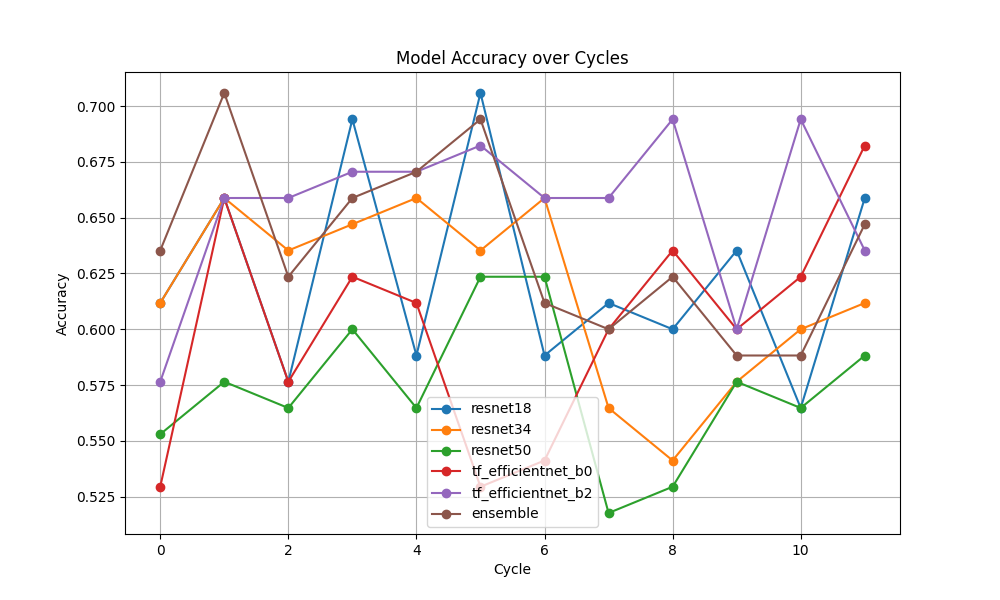 Model Accuracy over Cycles
Accuracy
0.700
0.675
0.650
0.625
0.600
0.575
0.550
0.525
resnet18
resnet34
resnet50
tf_efficientnet_b0
tf_efficientnet_b2
ensemble
0 2 4 6 8 10
Cycle